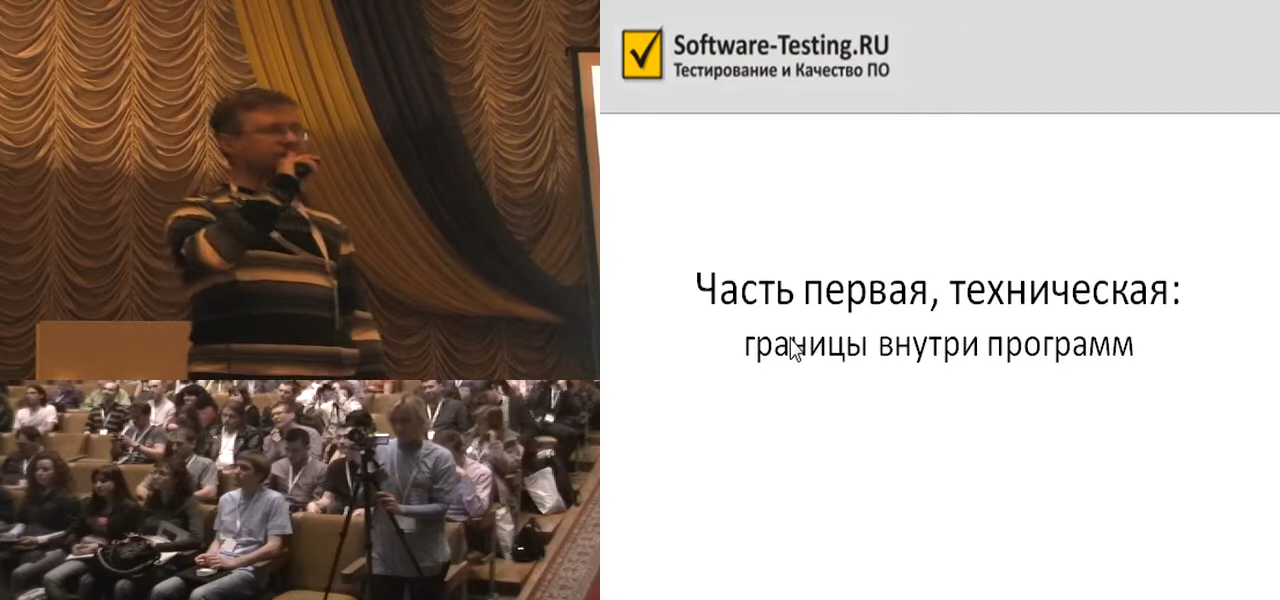 Software-Testing.RU
Тестирование и Качество ПО
Часть первая, техническая:
границы внутри программ